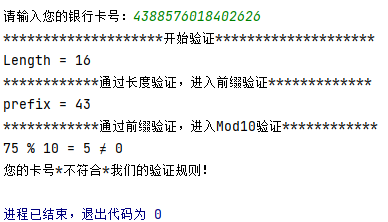 请输入您的银行卡号：4388576018402626
********************开始验证********************
Length = 16
************通过长度验证，进入前缀验证*************
prefix = 43
************通过前缀验证，进入Mod10验证************
75 % 10 = 5 ≠ 0
您的卡号*不符合*我们的验证规则！
进程已结束，退出代码为 0